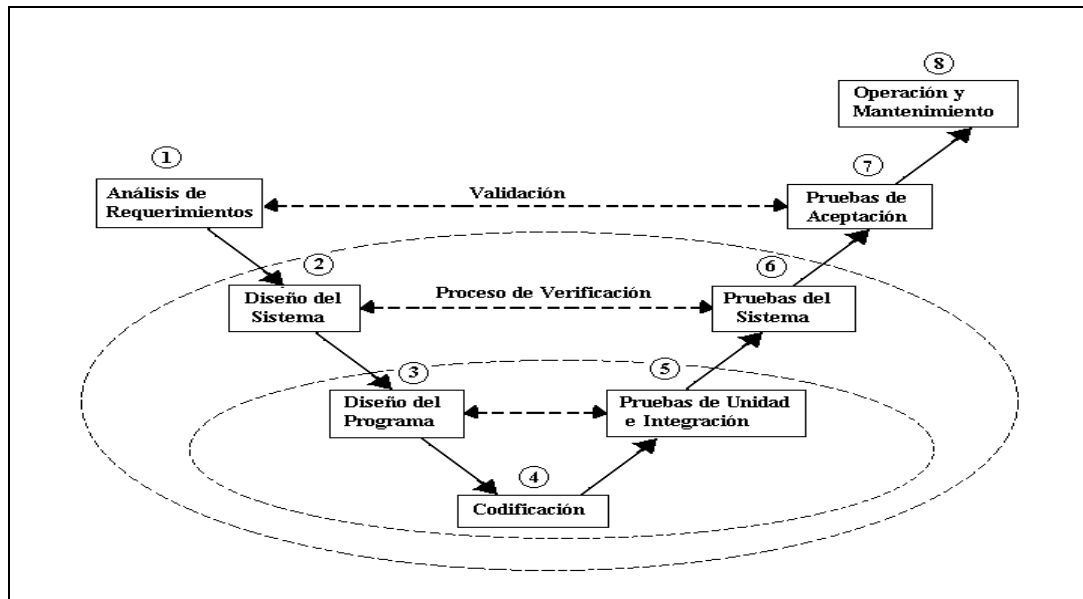 8
Operación y
Mantenimiento
1
Análisis de
Requerimientos
Validación
7
Pruebas de
Aceptación
2
Diseño del
Sistema
Proceso de Verificación
6
Pruebas del
Sistema
3
Diseño del
Programa
5
Pruebas de Unidad
e Integración
4
Codificación